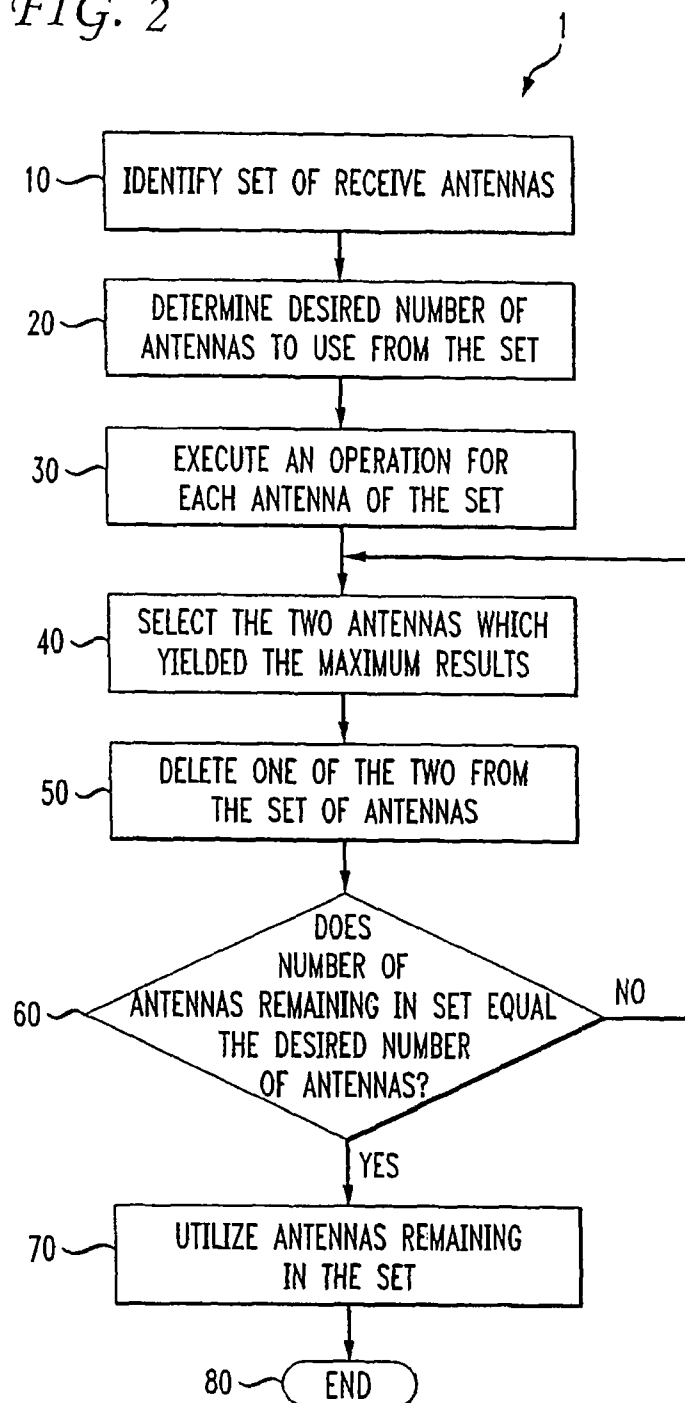 FIG. 2
1
10
IDENTIFY SET OF RECEIVE ANTENNAS
20
DETERMINE DESIRED NUMBER OF
ANTENNAS TO USE FROM THE SET
30
EXECUTE AN OPERATION FOR
EACH ANTENNA OF THE SET
40
SELECT THE TWO ANTENNAS WHICH
YIELDED THE MAXIMUM RESULTS
50
DELETE ONE OF THE TWO FROM
THE SET OF ANTENNAS
60
DOES
NUMBER OF
ANTENNAS REMAINING IN SET EQUAL
THE DESIRED NUMBER
OF ANTENNAS?
NO
YES
70
UTILIZE ANTENNAS REMAINING
IN THE SET
80
END